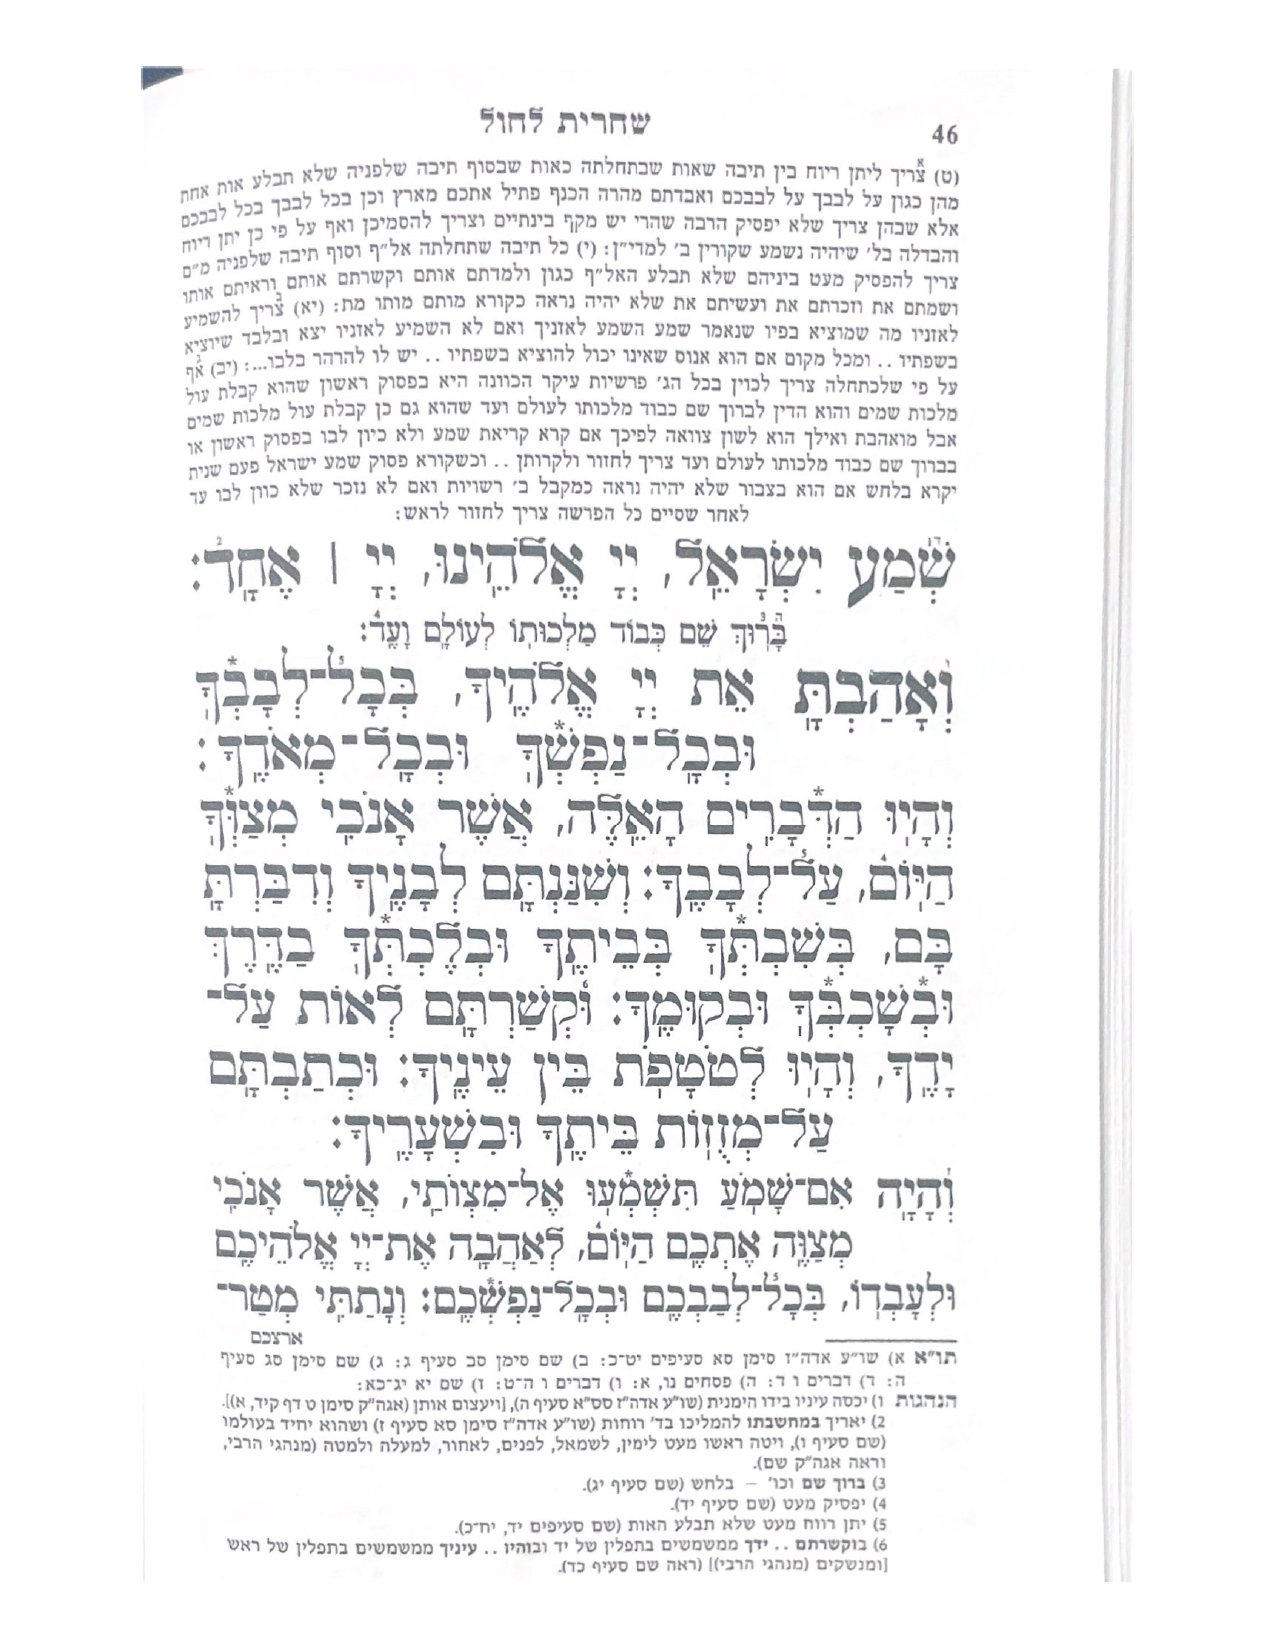 46
שחרית לחול
(ט) צריך ליתן ריוח בין תיבה שאות שבתחלתה כאות שבסוף תיבה שלפניה שלא תבלע אות אחת
מהן כגון על לבבך על לבבכם ואבדתם מהרה הכנף פתיל אתכם מארץ וכן בכל לבבך בכל לבבכם
אלא שבהן צריך שלא יפסיק הרבה שהרי יש מקף בינתיים וצריך להסמיכן ואף על פי כן יתן ריוח
והבדלה בל׳ שיהיה נשמע שקורין ב׳ למדי״ן: (י) כל תיבה שתחלתה אל״ף וסוף תיבה שלפניה מ״ם
צריך להפסיק מעט ביניהם שלא תבלע האל״ף כגון ולמדתם אותם וקשרתם אותם וראיתם אותו
ושמתם את וזכרתם את ועשיתם את שלא יהיה נראה כקורא מותם מותו מת: (יא) צריך להשמיע
לאזניו מה שמוציא בפיו שנאמר שמע השמע לאזניך ואם לא השמיע לאזניו יצא ובלבד שיוציא
בשפתיו .. ומכל מקום אם הוא אנוס שאינו יכול להוציא בשפתיו .. יש לו להרהר בלבו...: (יב) אף
על פי שלכתחלה צריך לכוין בכל הג׳ פרשיות עיקר הכוונה היא בפסוק ראשון שהוא קבלת עול
מלכות שמים והוא הדין לברוך שם כבוד מלכותו לעולם ועד שהוא גם כן קבלת עול מלכות שמים
אבל מואהבת ואילך הוא לשון צוואה לפיכך אם קרא קריאת שמע ולא כיון לבו בפסוק ראשון או
בברוך שם כבוד מלכותו לעולם ועד צריך לחזור ולקרותן .. וכשקורא פסוק שמע ישראל פעם שנית
יקרא בלחש אם הוא בצבור שלא יהיה נראה כמקבל ב׳ רשויות ואם לא נזכר שלא כוון לבו עד
לאחר שסיים כל הפרשה צריך לחזור לראש:
שְׁמַע יִשְׂרָאֵל, יְיָ אֱלֹהֵינוּ, יְיָ | אֶחָד:
בָּרוּךְ שֵׁם כְּבוֹד מַלְכוּתוֹ לְעוֹלָם וָעֶד:
וְאָהַבְתָּ אֵת יְיָ אֱלֹהֶיךָ, בְּכָל־לְבָבְךָ
וּבְכָל־נַפְשְׁךָ וּבְכָל־מְאֹדֶךָ:
וְהָיוּ הַדְּבָרִים הָאֵלֶּה, אֲשֶׁר אָנֹכִי מְצַוְּךָ
הַיּוֹם, עַל־לְבָבֶךָ: וְשִׁנַּנְתָּם לְבָנֶיךָ וְדִבַּרְתָּ
בָּם, בְּשִׁבְתְּךָ בְּבֵיתֶךָ וּבְלֶכְתְּךָ בַדֶּרֶךְ
וּבְשָׁכְבְּךָ וּבְקוּמֶךָ: וּקְשַׁרְתָּם לְאוֹת עַל־
יָדֶךָ, וְהָיוּ לְטֹטָפֹת בֵּין עֵינֶיךָ: וּכְתַבְתָּם
עַל־מְזֻזוֹת בֵּיתֶךָ וּבִשְׁעָרֶיךָ:
וְהָיָה אִם־שָׁמֹעַ תִּשְׁמְעוּ אֶל־מִצְוֹתַי, אֲשֶׁר אָנֹכִי
מְצַוֶּה אֶתְכֶם הַיּוֹם, לְאַהֲבָה אֶת־יְיָ אֱלֹהֵיכֶם
וּלְעָבְדוֹ, בְּכָל־לְבַבְכֶם וּבְכָל־נַפְשְׁכֶם: וְנָתַתִּי מְטַר־
ארצכם
תו״א א) שו״ע אדה״ז סימן סא סעיפים יט־כ: ב) שם סימן סב סעיף ג: ג) שם סימן סג סעיף
ה: ד) דברים ו ד: ה) פסחים נו, א: ו) דברים ו ה־ט: ז) שם יא יג־כא:
הנהגות 1) יכסה עיניו בידו הימנית (שו״ע אדה״ז סס״א סעיף ה), [ויעצום אותן (אגה״ק סימן ט דף קיד, א)].
2) יאריך במחשבתו להמליכו בד׳ רוחות (שו״ע אדה״ז סימן סא סעיף ז) ושהוא יחיד בעולמו
(שם סעיף ו), ויטה ראשו מעט לימין, לשמאל, לפנים, לאחור, למעלה ולמטה (מנהגי הרבי,
וראה אגה״ק שם).
3) ברוך שם וכו׳ – בלחש (שם סעיף יג).
4) יפסיק מעט (שם סעיף יד).
5) יתן רווח מעט שלא תבלע האות (שם סעיפים יד, יח־כ).
6) בוקשרתם .. ידך ממשמשים בתפלין של יד ובוהיו .. עיניך ממשמשים בתפלין של ראש
[ומנשקים (מנהגי הרבי)] (ראה שם סעיף כד).